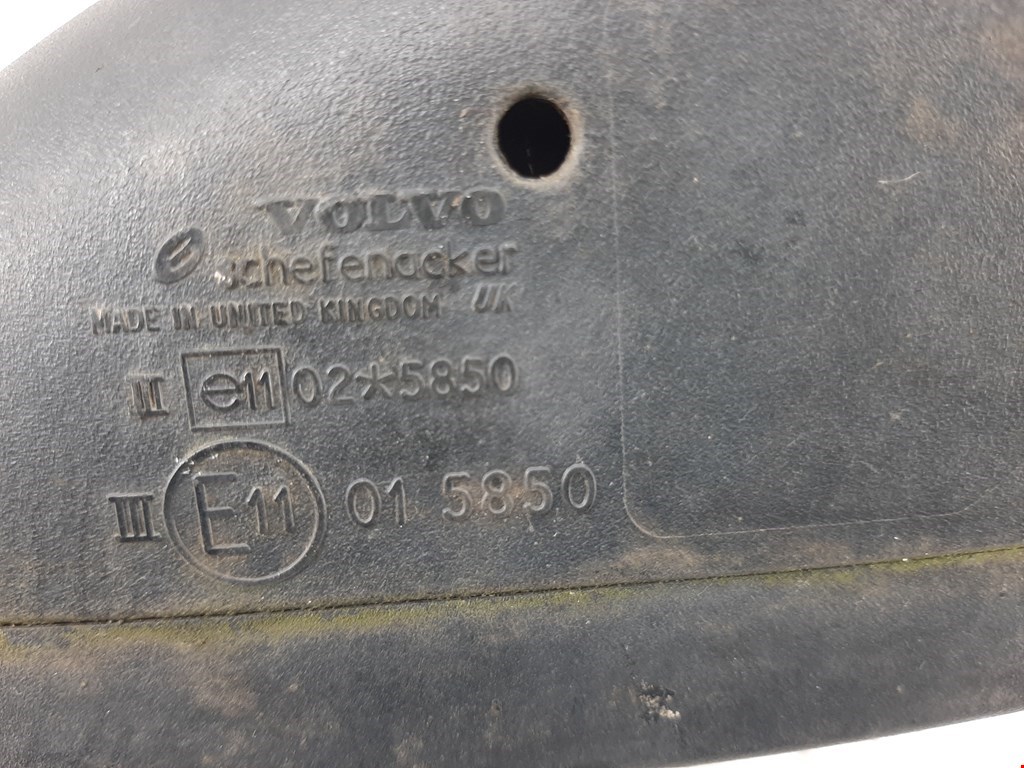 VOLVO
schefenacker
MADE IN UNITED KINGDOM UK
II e11 02*5850
III E11 01 5850